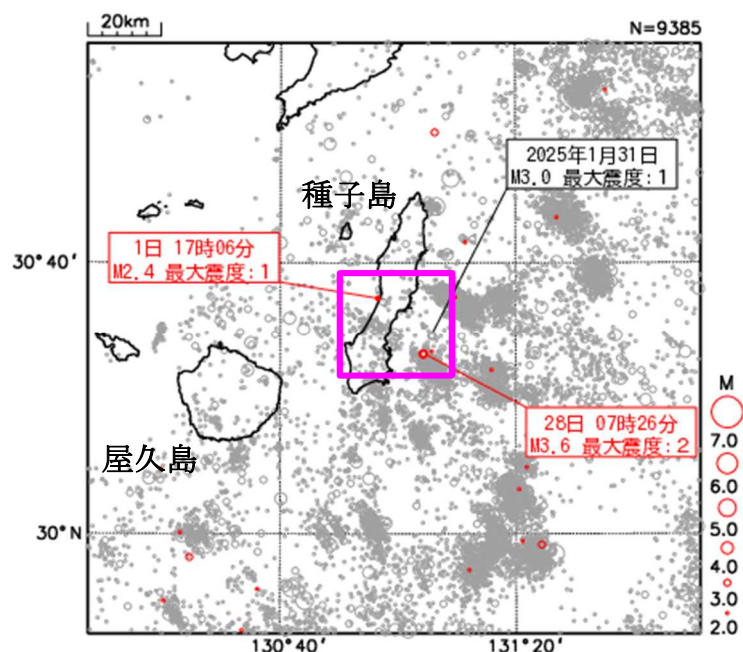 20km
N=9385
2025年1月31日
M3.0 最大震度:1
種子島
1日 17時06分
M2.4 最大震度:1
30°40'
28日 07時26分
M3.6 最大震度:2
屋久島
30°N
M
7.0
6.0
5.0
4.0
3.0
2.0
130°40'
131°20'